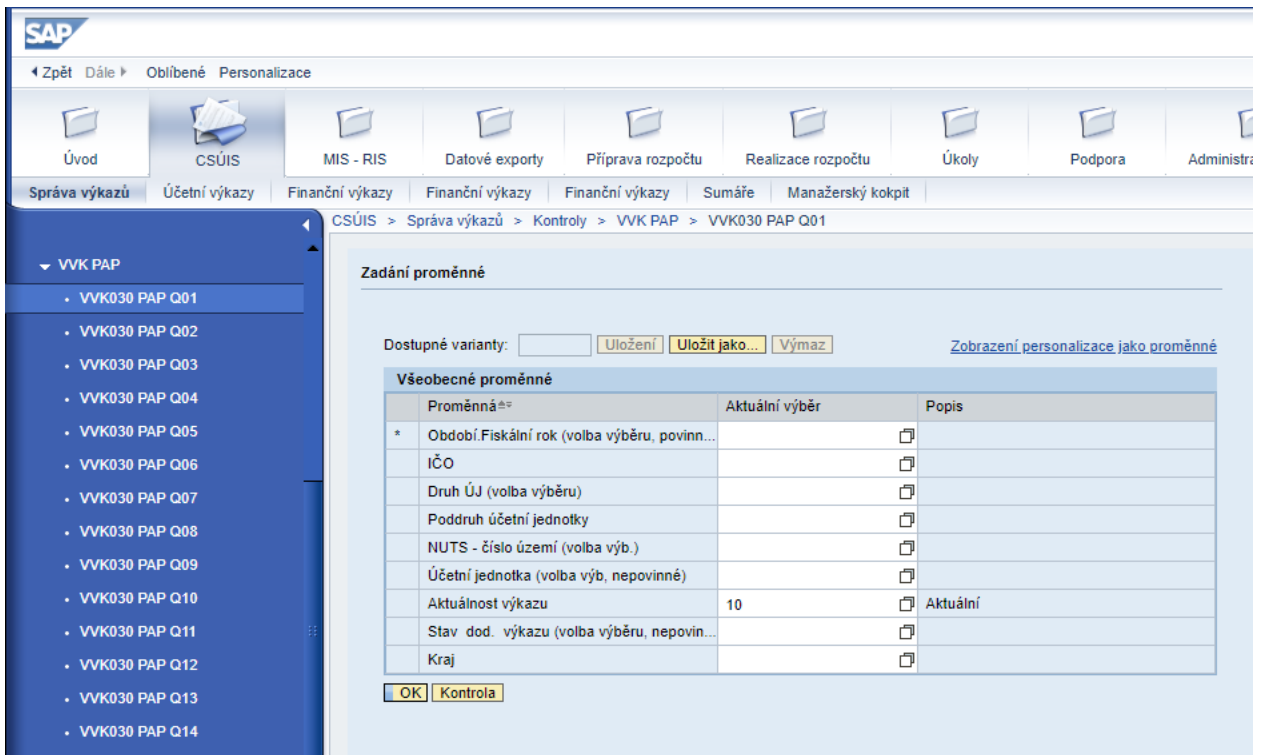 SAP
Zpět Dále Oblíbené Personalizace
Úvod CSÚIS MIS - RIS Datové exporty Příprava rozpočtu Realizace rozpočtu Úkoly Podpora Administra
Správa výkazů Účetní výkazy Finanční výkazy Finanční výkazy Finanční výkazy Sumáře Manažerský kokpit
CSÚIS > Správa výkazů > Kontroly > VVK PAP > VVK030 PAP Q01
VVK PAP
VVK030 PAP Q01
VVK030 PAP Q02
VVK030 PAP Q03
VVK030 PAP Q04
VVK030 PAP Q05
VVK030 PAP Q06
VVK030 PAP Q07
VVK030 PAP Q08
VVK030 PAP Q09
VVK030 PAP Q10
VVK030 PAP Q11
VVK030 PAP Q12
VVK030 PAP Q13
VVK030 PAP Q14
Zadání proměnné
Dostupné varianty: Uložení Uložit jako... Výmaz Zobrazení personalizace jako proměnné
Všeobecné proměnné
Proměnná Aktuální výběr Popis
* Období.Fiskální rok (volba výběru, povinn...
IČO
Druh ÚJ (volba výběru)
Poddruh účetní jednotky
NUTS - číslo území (volba výb.)
Účetní jednotka (volba výb, nepovinné)
Aktuálnost výkazu 10 Aktuální
Stav dod. výkazu (volba výběru, nepovin...
Kraj
OK Kontrola